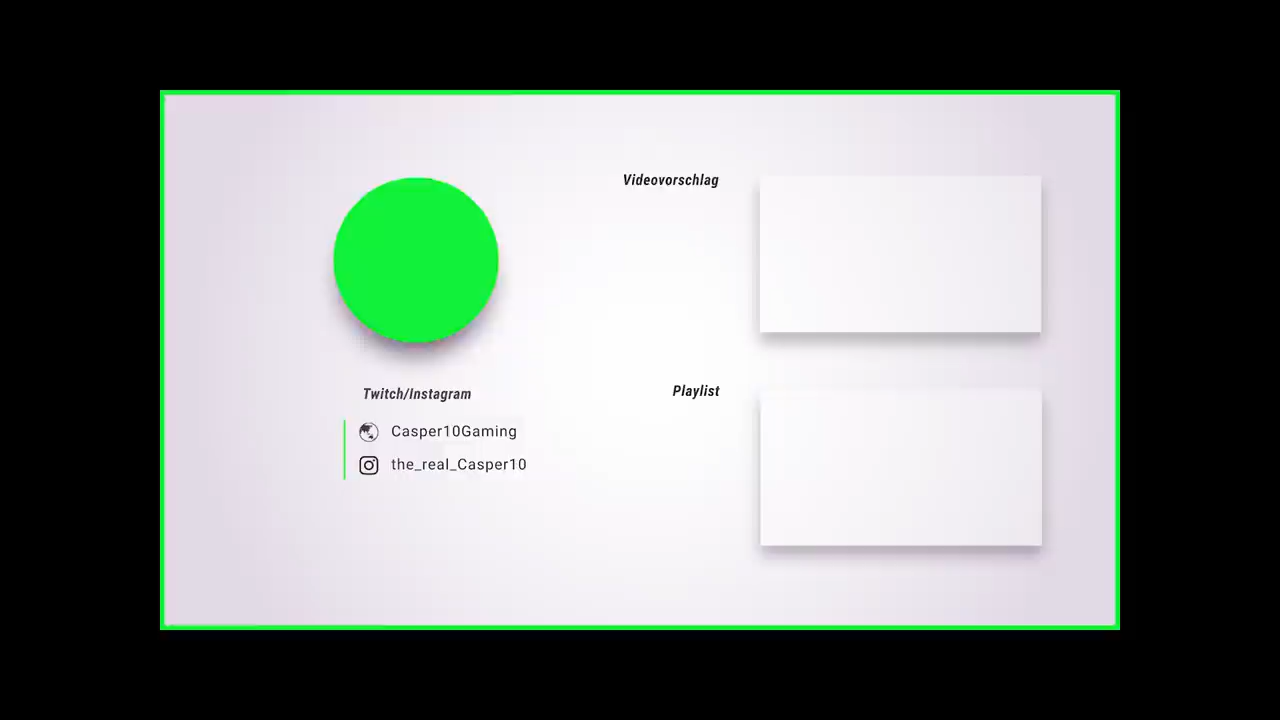 Videovorschlag
Twitch/Instagram
Casper10Gaming
the_real_Casper10
Playlist